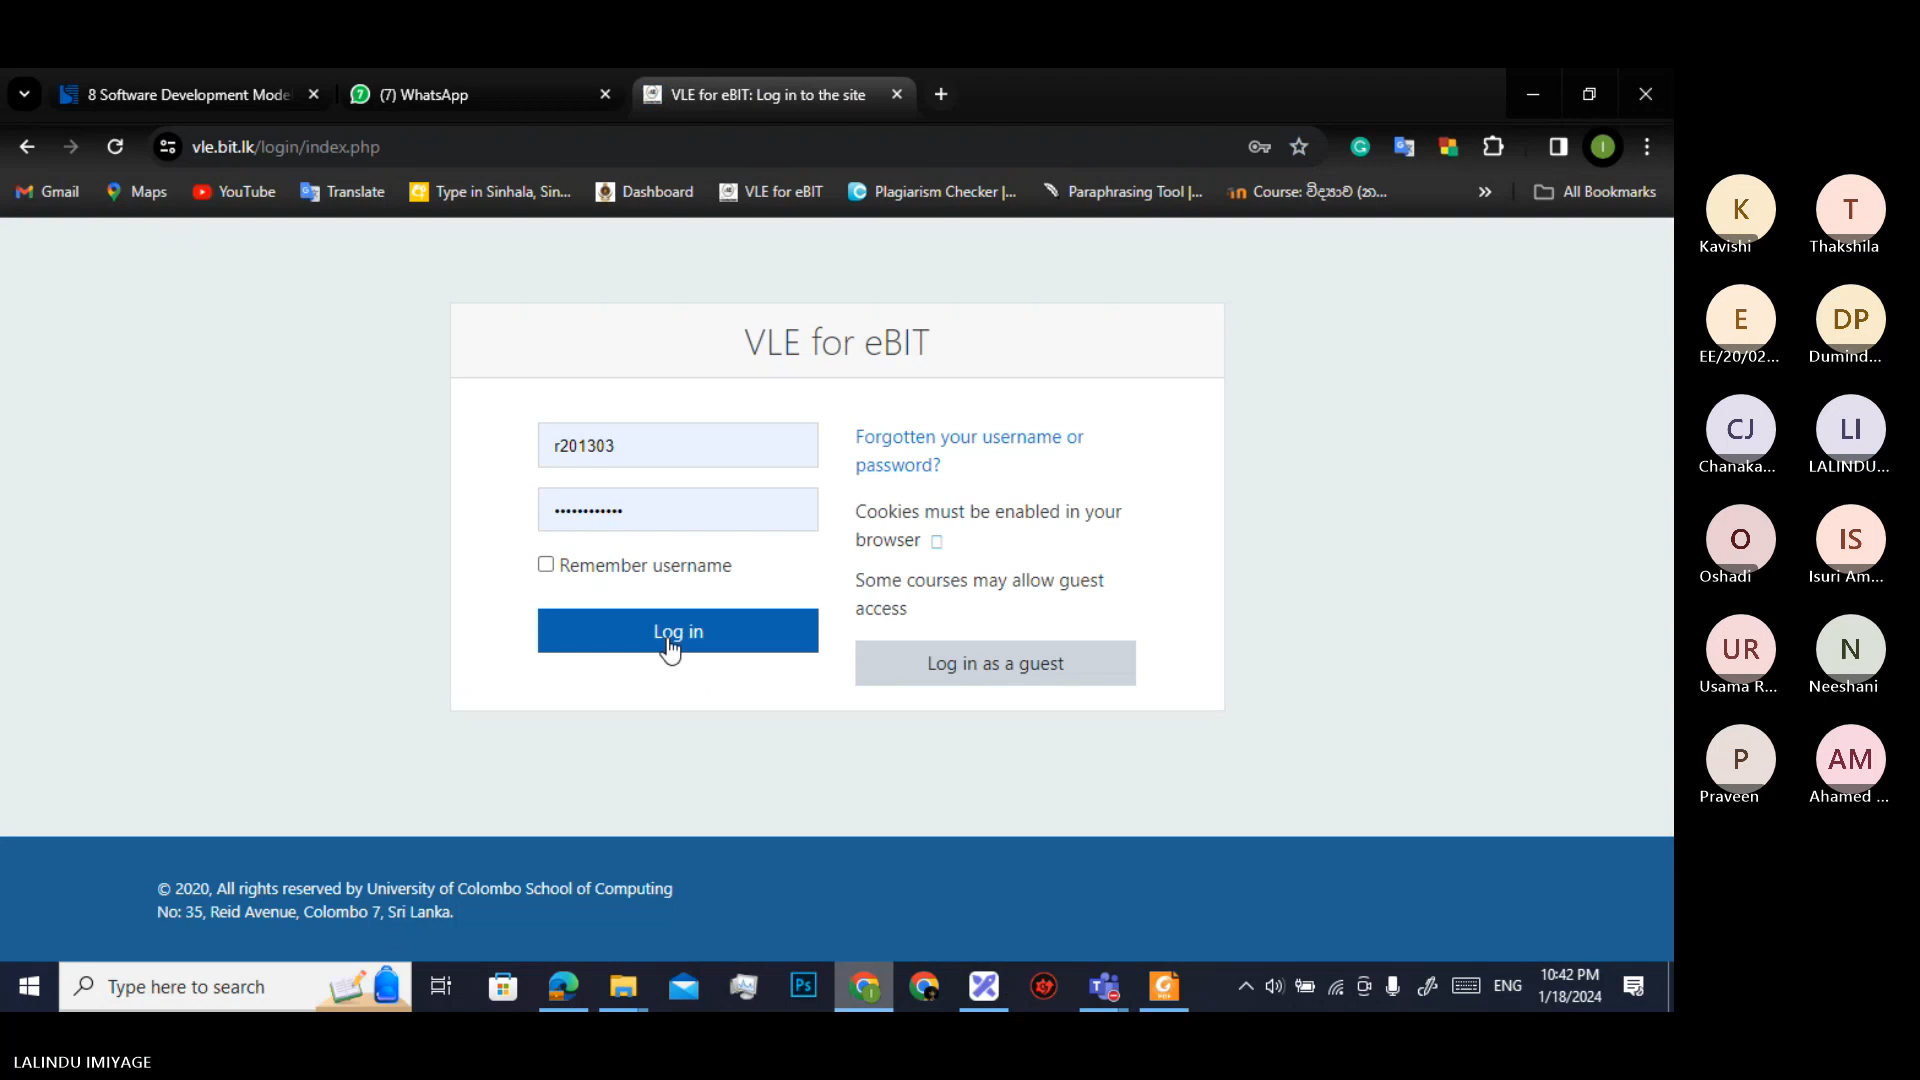 8 Software Development Mode
(7) WhatsApp
VLE for eBIT: Log in to the site
vle.bit.lk/login/index.php
Gmail
Maps
YouTube
Translate
Type in Sinhala, Sin...
Dashboard
VLE for eBIT
Plagiarism Checker |...
Paraphrasing Tool |...
Course: විද්‍යාව (න...
All Bookmarks
VLE for eBIT
r201303
Remember username
Log in
Forgotten your username or
password?
Cookies must be enabled in your
browser
Some courses may allow guest
access
Log in as a guest
© 2020, All rights reserved by University of Colombo School of Computing
No: 35, Reid Avenue, Colombo 7, Sri Lanka.
Type here to search
Ps
ENG
10:42 PM
1/18/2024
K
Kavishi
T
Thakshila
E
EE/20/02...
DP
Dumind...
CJ
Chanaka...
LI
LALINDU...
O
Oshadi
IS
Isuri Am...
UR
Usama R...
N
Neeshani
P
Praveen
AM
Ahamed ...
LALINDU IMIYAGE